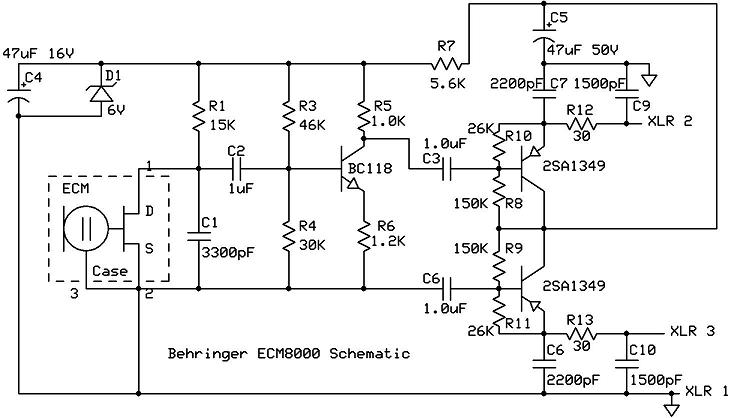 C5
47uF 16V
C4
D1
6V
R7
5.6K
47uF 50V
2200pF
C7
1500pF
C9
R1
15K
R3
46K
R5
1.0K
R12
30
XLR 2
26K
R10
1.0uF
C3
C2
1uF
BC118
2SA1349
150K
R8
1
ECM
D
S
Case
3
2
C1
3300pF
R4
30K
R6
1.2K
150K
R9
C6
1.0uF
2SA1349
26K
R11
R13
30
XLR 3
C6
2200pF
C10
1500pF
Behringer ECM8000 Schematic
XLR 1